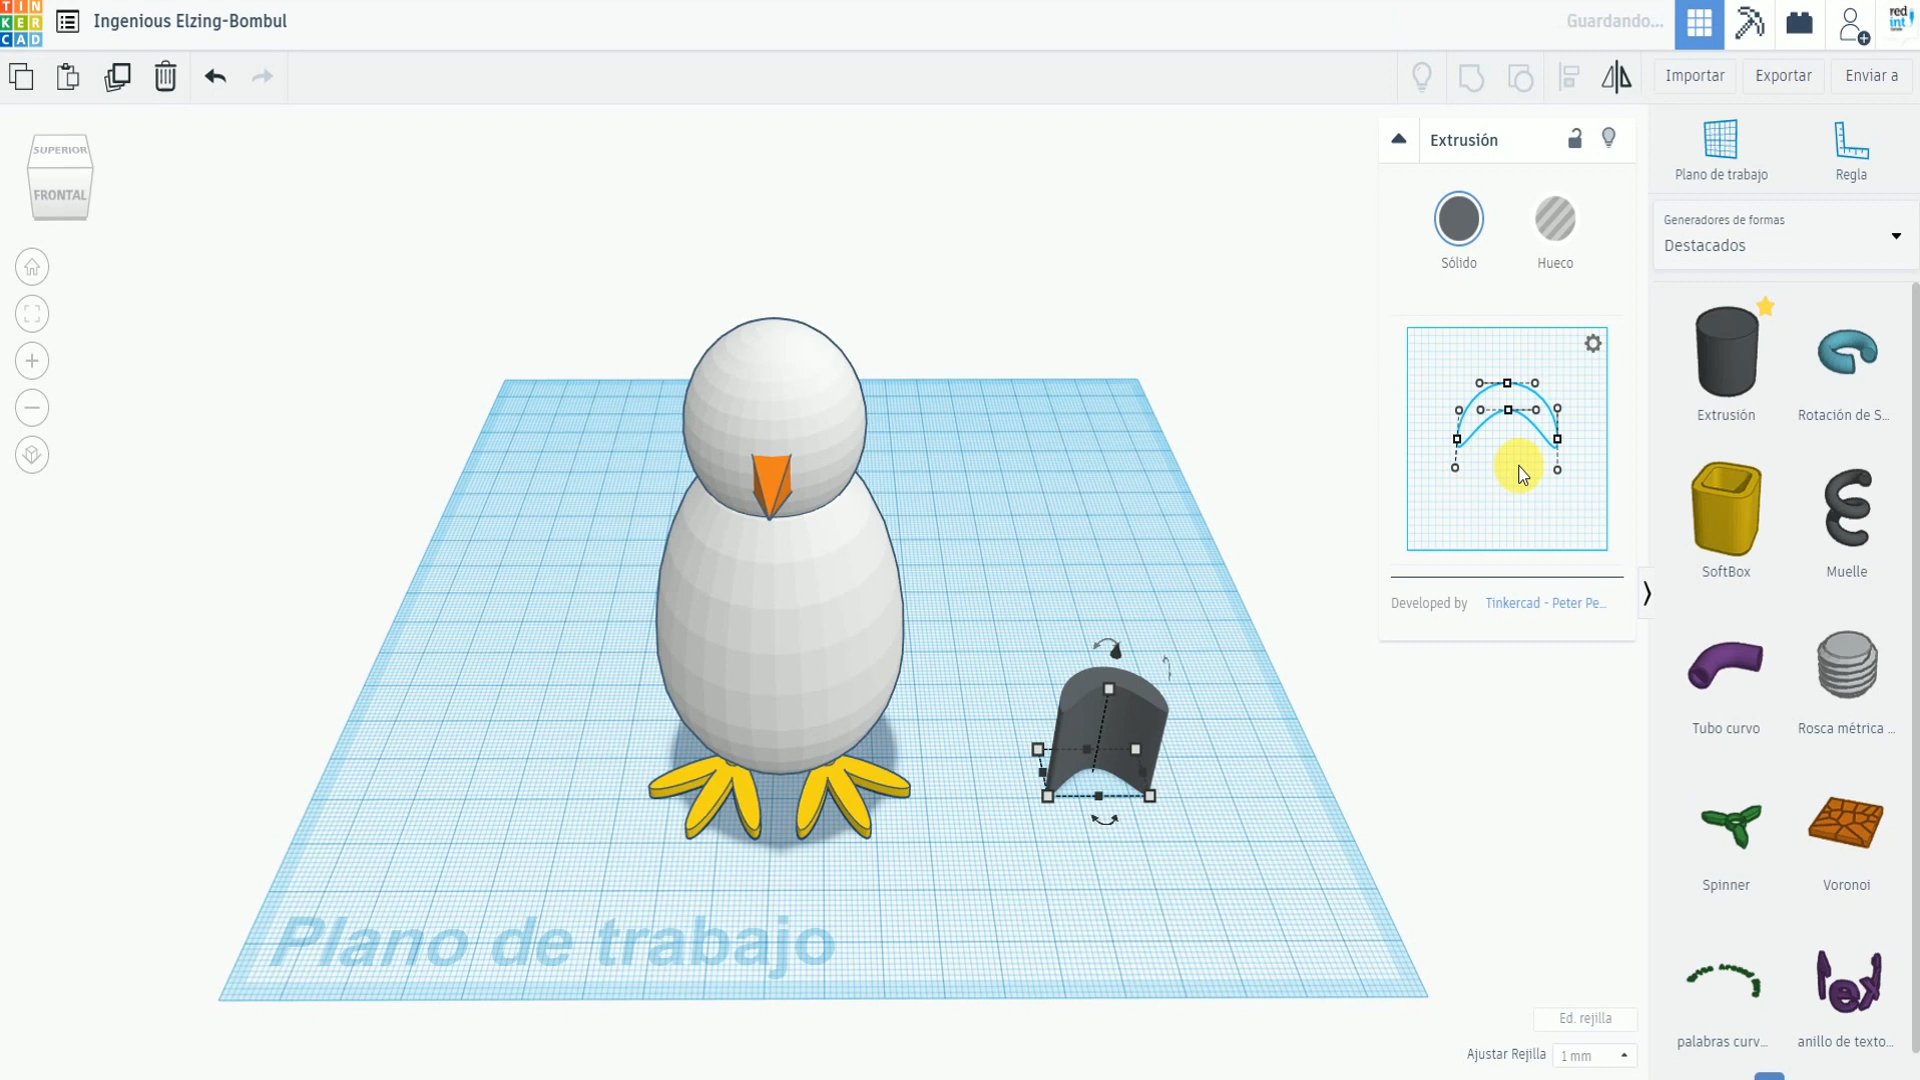 TIN
KER
CAD
Ingenious Elzing-Bombul
Guardando...
red
int
Importar
Exportar
Enviar a
SUPERIOR
FRONTAL
Extrusión
Sólido
Hueco
Developed by
Tinkercad - Peter Pe...
Plano de trabajo
Regla
Generadores de formas
Destacados
Extrusión
Rotación de S...
SoftBox
Muelle
Tubo curvo
Rosca métrica ...
Spinner
Voronoi
palabras curv...
anillo de texto...
Plano de trabajo
Ed. rejilla
Ajustar Rejilla
1 mm